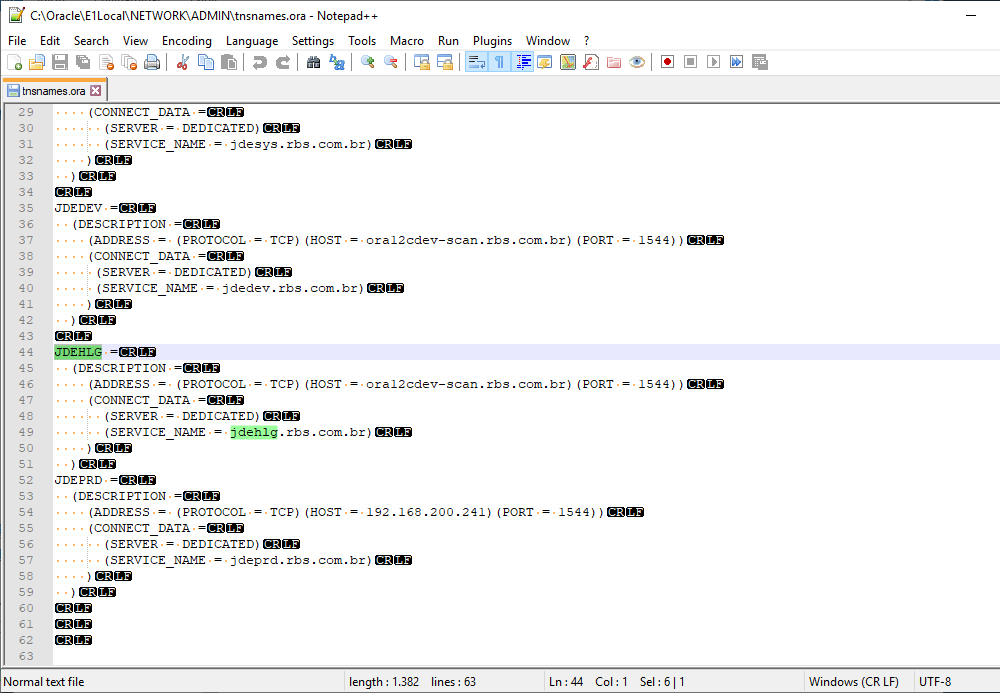 C:\Oracle\E1Local\NETWORK\ADMIN\tnsnames.ora - Notepad++
File Edit Search View Encoding Language Settings Tools Macro Run Plugins Window ?
tnsnames.ora
29 (CONNECT_DATA =CRLF
30 (SERVER = DEDICATED)CRLF
31 (SERVICE_NAME = jdesys.rbs.com.br)CRLF
32 )CRLF
33 )CRLF
34 CRLF
35 JDEDEV =CRLF
36 (DESCRIPTION =CRLF
37 (ADDRESS = (PROTOCOL = TCP)(HOST = ora12cdev-scan.rbs.com.br)(PORT = 1544))CRLF
38 (CONNECT_DATA =CRLF
39 (SERVER = DEDICATED)CRLF
40 (SERVICE_NAME = jdedev.rbs.com.br)CRLF
41 )CRLF
42 )CRLF
43 CRLF
44 JDEHLG =CRLF
45 (DESCRIPTION =CRLF
46 (ADDRESS = (PROTOCOL = TCP)(HOST = ora12cdev-scan.rbs.com.br)(PORT = 1544))CRLF
47 (CONNECT_DATA =CRLF
48 (SERVER = DEDICATED)CRLF
49 (SERVICE_NAME = jdehlg.rbs.com.br)CRLF
50 )CRLF
51 )CRLF
52 JDEPRD =CRLF
53 (DESCRIPTION =CRLF
54 (ADDRESS = (PROTOCOL = TCP)(HOST = 192.168.200.241)(PORT = 1544))CRLF
55 (CONNECT_DATA =CRLF
56 (SERVER = DEDICATED)CRLF
57 (SERVICE_NAME = jdeprd.rbs.com.br)CRLF
58 )CRLF
59 )CRLF
60 CRLF
61 CRLF
62 CRLF
63
Normal text file length : 1.382 lines : 63 Ln : 44 Col : 1 Sel : 6 | 1 Windows (CR LF) UTF-8